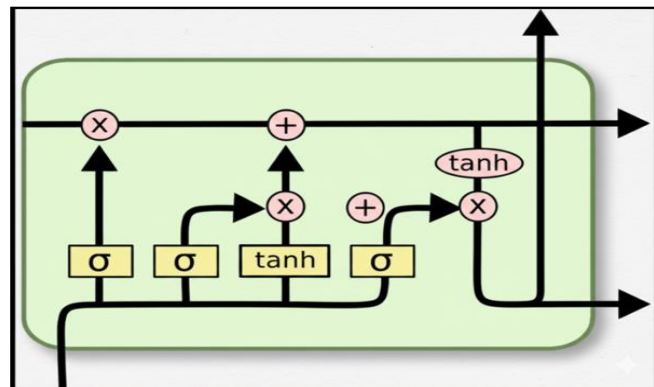 x +
tanh
x + x
σ σ tanh σ